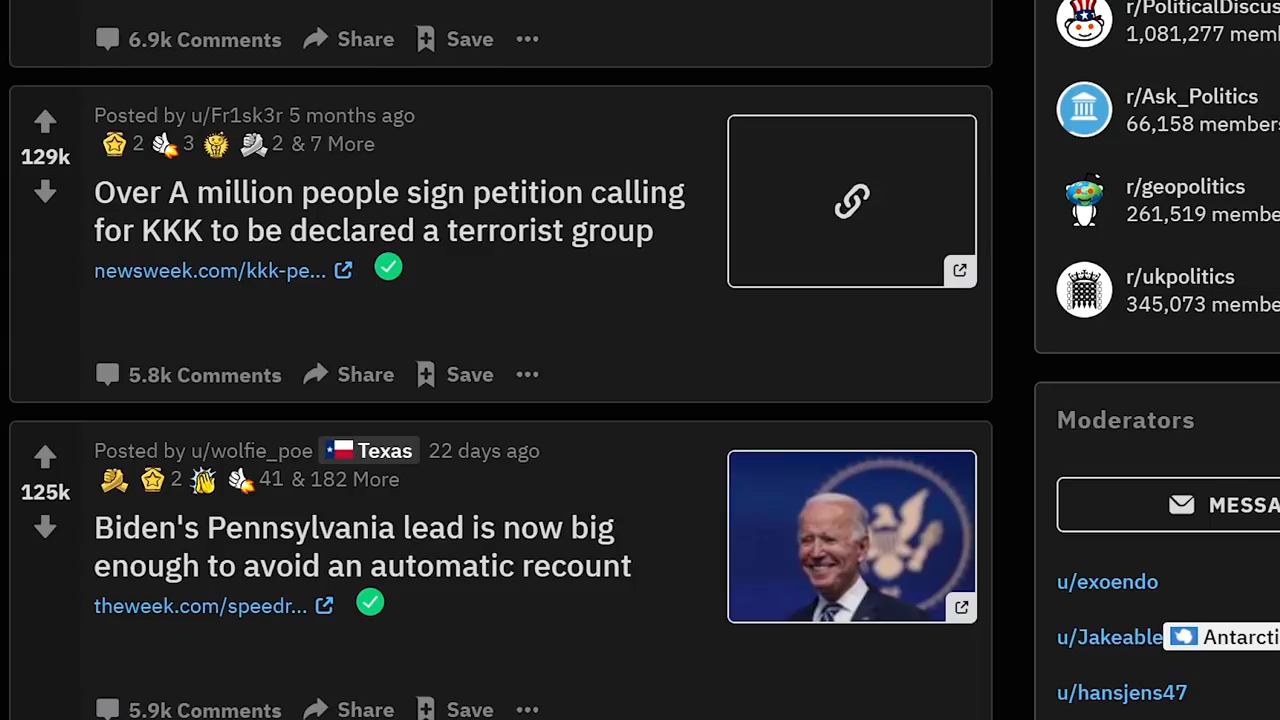 6.9k Comments Share Save
Posted by u/Fr1sk3r 5 months ago
2 3 2 & 7 More
129k
Over A million people sign petition calling
for KKK to be declared a terrorist group
newsweek.com/kkk-pe...
5.8k Comments Share Save
Posted by u/wolfie_poe Texas 22 days ago
2 41 & 182 More
125k
Biden's Pennsylvania lead is now big
enough to avoid an automatic recount
theweek.com/speedr...
5.9k Comments Share Save
r/PoliticalDiscus
1,081,277 memb
r/Ask_Politics
66,158 members
r/geopolitics
261,519 membe
r/ukpolitics
345,073 membe
Moderators
MESSA
u/exoendo
u/Jakeable Antarcti
u/hansjens47